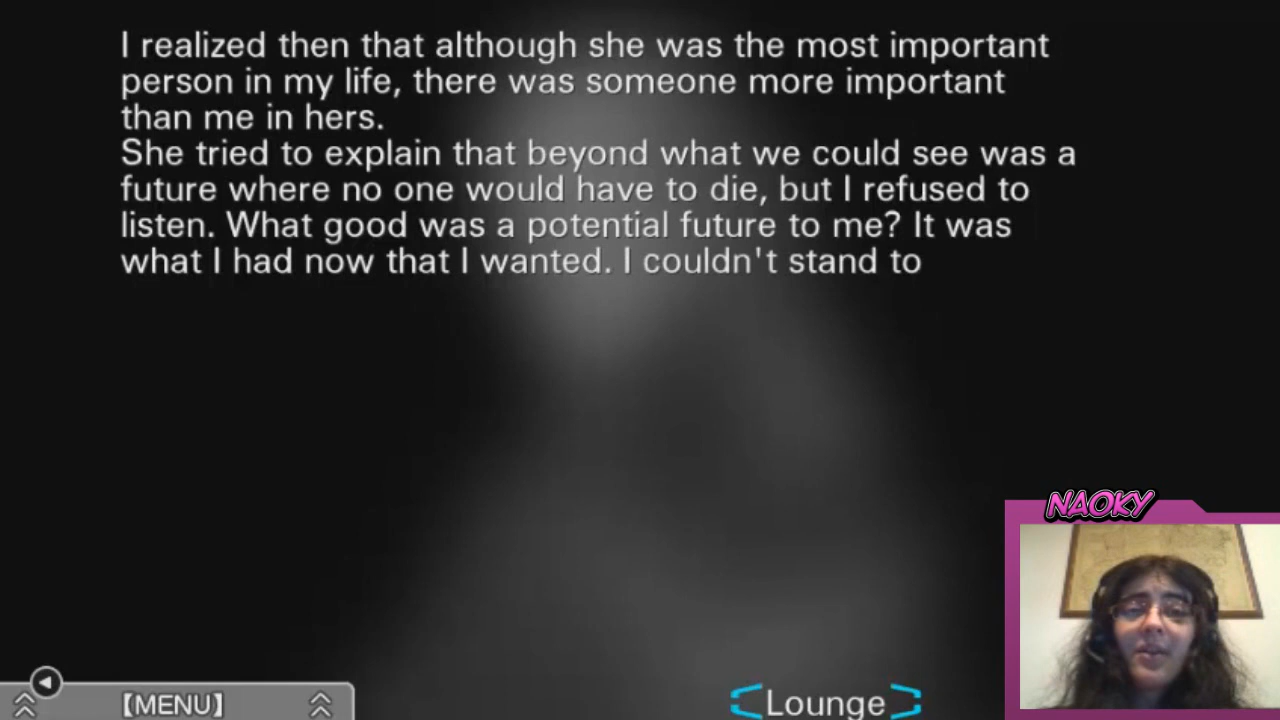 I realized then that although she was the most important
person in my life, there was someone more important
than me in hers.
She tried to explain that beyond what we could see was a
future where no one would have to die, but I refused to
listen. What good was a potential future to me? It was
what I had now that I wanted. I couldn't stand to
NAOKY
【MENU】
Lounge